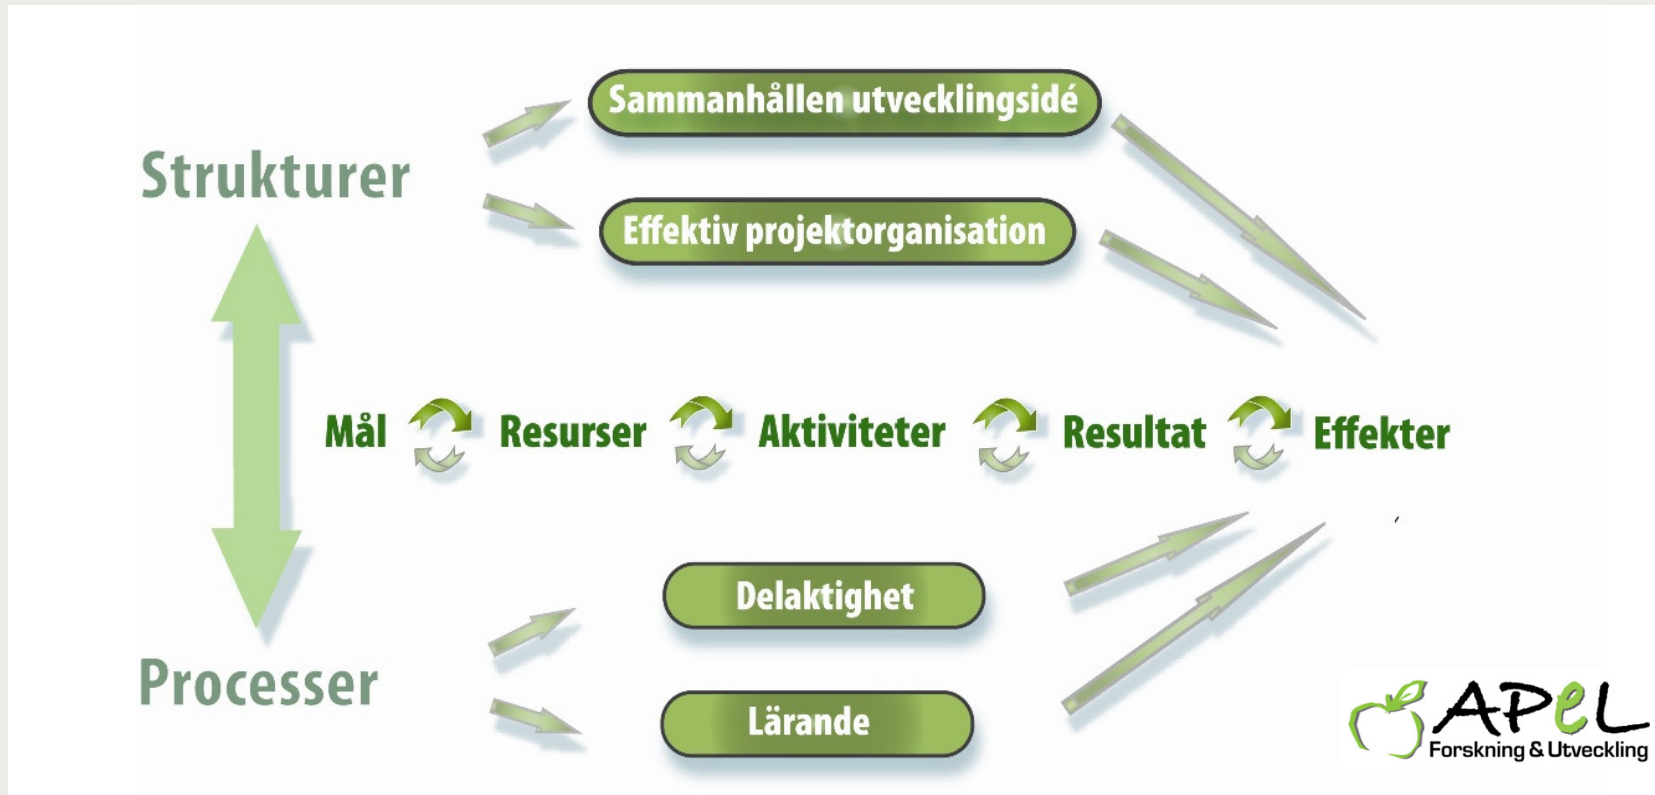 Sammanhållen utvecklingsidé
Strukturer
Effektiv projektorganisation
Mål Resurser Aktiviteter Resultat Effekter
Delaktighet
Processer
Lärande
APeL
Forskning & Utveckling